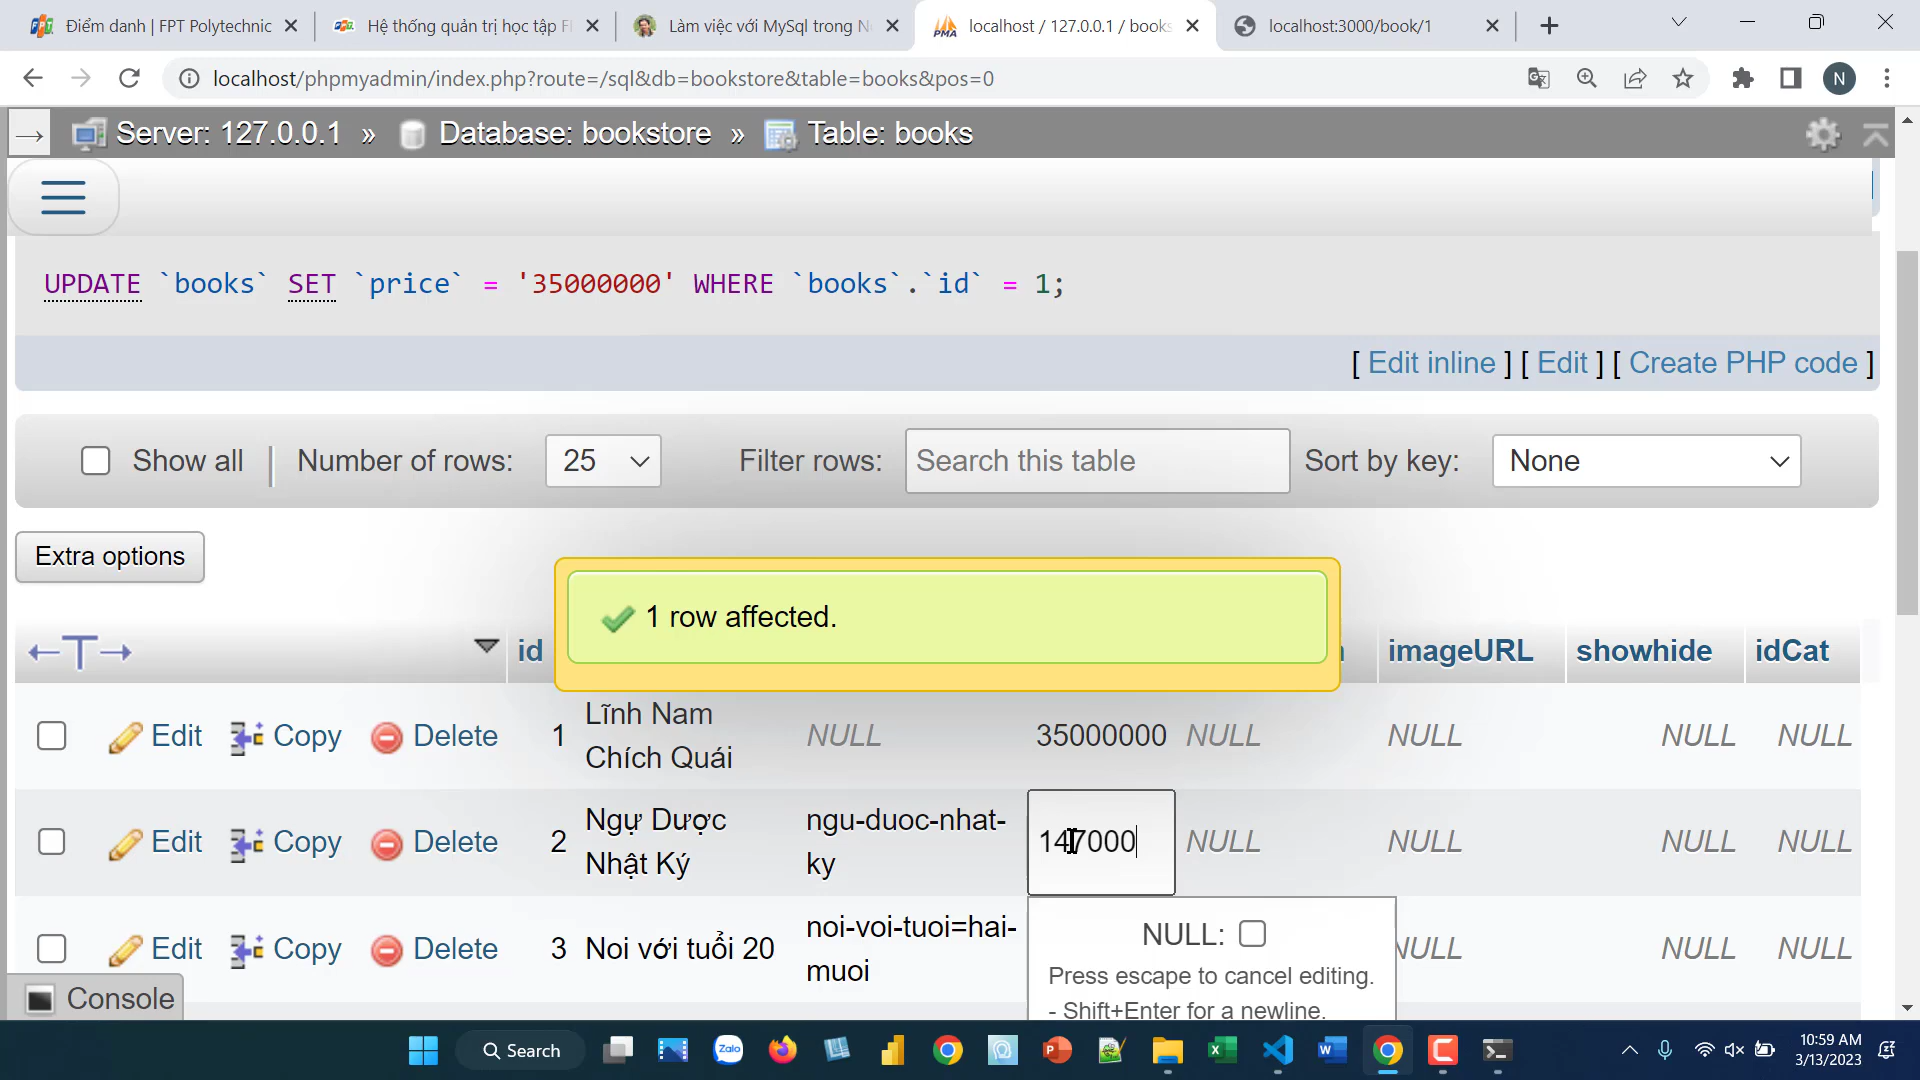 Điểm danh | FPT Polytechnic
Hệ thống quản trị học tập F
Làm việc với MySql trong N
localhost / 127.0.0.1 / books
localhost:3000/book/1
localhost/phpmyadmin/index.php?route=/sql&db=bookstore&table=books&pos=0
N
Server: 127.0.0.1 » Database: bookstore » Table: books
UPDATE `books` SET `price` = '35000000' WHERE `books`.`id` = 1;
[ Edit inline ] [ Edit ] [ Create PHP code ]
Show all
Number of rows: 25
Filter rows: Search this table
Sort by key: None
Extra options
1 row affected.
←T→ id imageURL showhide idCat
Edit Copy Delete 1 Lĩnh Nam Chích Quái NULL 35000000 NULL NULL NULL NULL
Edit Copy Delete 2 Ngự Dược Nhật Ký ngu-duoc-nhat-ky 147000 NULL NULL NULL NULL
Edit Copy Delete 3 Noi với tuổi 20 noi-voi-tuoi=hai-muoi NULL NULL NULL
NULL:
Press escape to cancel editing.
- Shift+Enter for a newline.
Console
Search
Zalo
10:59 AM
3/13/2023